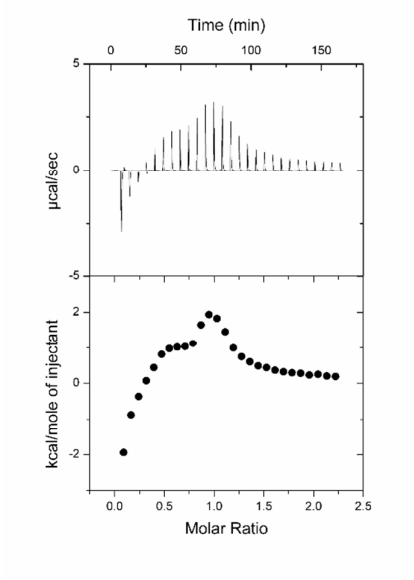 Time (min)
0 50 100 150
5
0
-5
µcal/sec
2
0
-2
kcal/mole of injectant
0.0 0.5 1.0 1.5 2.0 2.5
Molar Ratio